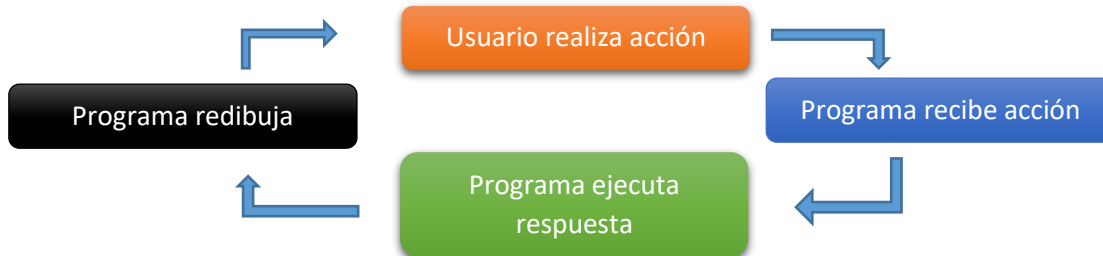 Usuario realiza acción
Programa redibuja
Programa recibe acción
Programa ejecuta
respuesta